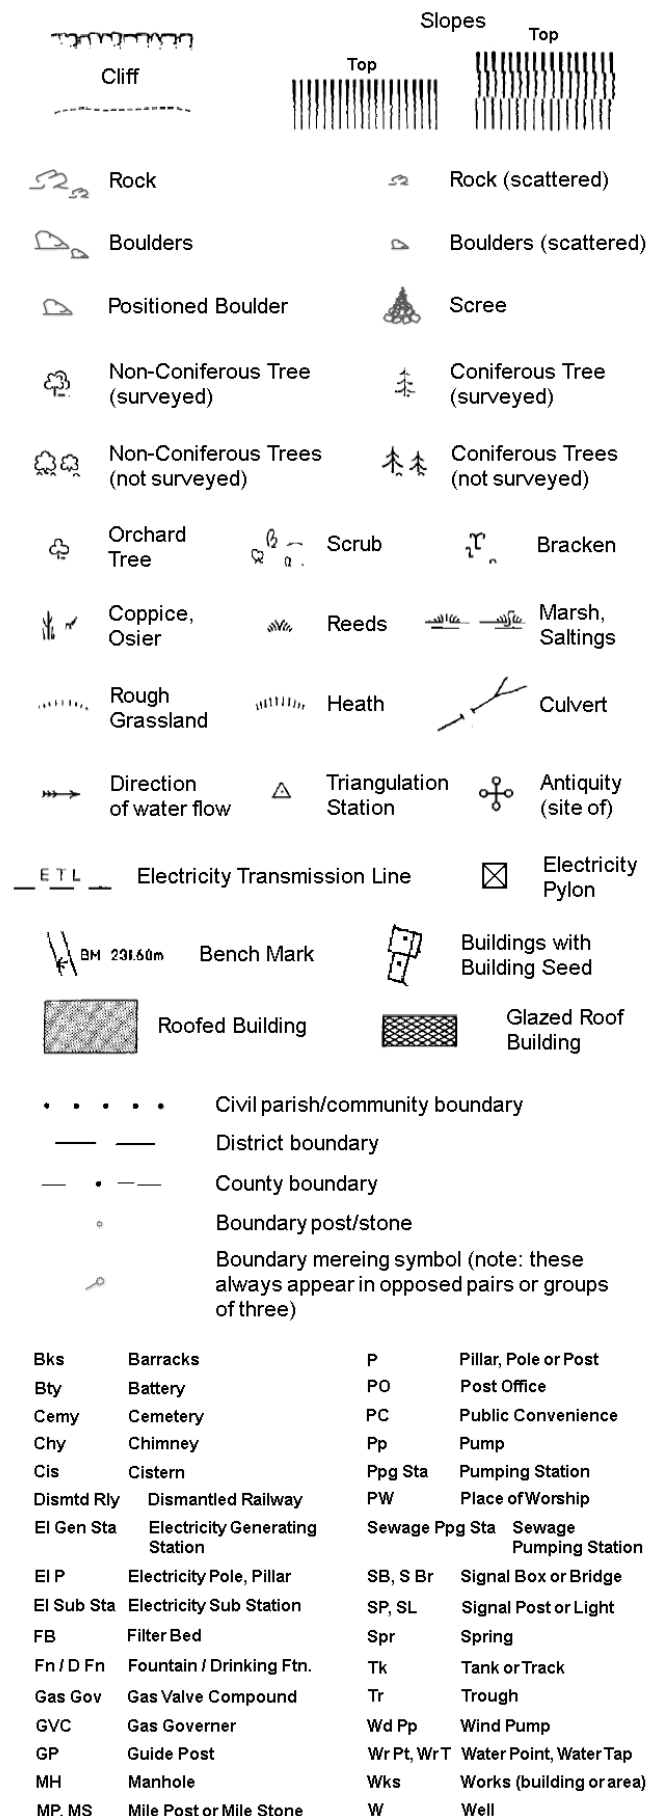 Slopes
Top
Top
Cliff
Rock
Rock (scattered)
Boulders
Boulders (scattered)
Positioned Boulder
Scree
Non-Coniferous Tree
(surveyed)
Coniferous Tree
(surveyed)
Non-Coniferous Trees
(not surveyed)
Coniferous Trees
(not surveyed)
Orchard
Tree
Scrub
Bracken
Coppice,
Osier
Reeds
Marsh,
Saltings
Rough
Grassland
Heath
Culvert
Direction
of water flow
Triangulation
Station
Antiquity
(site of)
E T L
Electricity Transmission Line
Electricity
Pylon
BM 231.60m
Bench Mark
Buildings with
Building Seed
Roofed Building
Glazed Roof
Building
Civil parish/community boundary
District boundary
County boundary
Boundary post/stone
Boundary mereing symbol (note: these
always appear in opposed pairs or groups
of three)
Bks Barracks
P Pillar, Pole or Post
Bty Battery
PO Post Office
Cemy Cemetery
PC Public Convenience
Chy Chimney
Pp Pump
Cis Cistern
Ppg Sta Pumping Station
Dismtd Rly Dismantled Railway
PW Place of Worship
El Gen Sta Electricity Generating
Station
Sewage Ppg Sta Sewage
Pumping Station
El P Electricity Pole, Pillar
SB, S Br Signal Box or Bridge
El Sub Sta Electricity Sub Station
SP, SL Signal Post or Light
FB Filter Bed
Spr Spring
Fn / D Fn Fountain / Drinking Ftn.
Tk Tank or Track
Gas Gov Gas Valve Compound
Tr Trough
GVC Gas Governer
Wd Pp Wind Pump
GP Guide Post
Wr Pt, Wr T Water Point, Water Tap
MH Manhole
Wks Works (building or area)
MP, MS Mile Post or Mile Stone
W Well